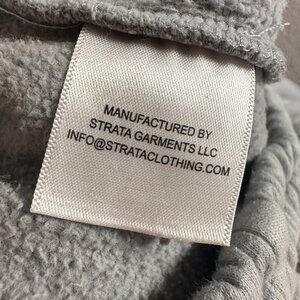 MANUFACTURED BY
STRATA GARMENTS LLC
INFO@STRATACLOTHING.COM